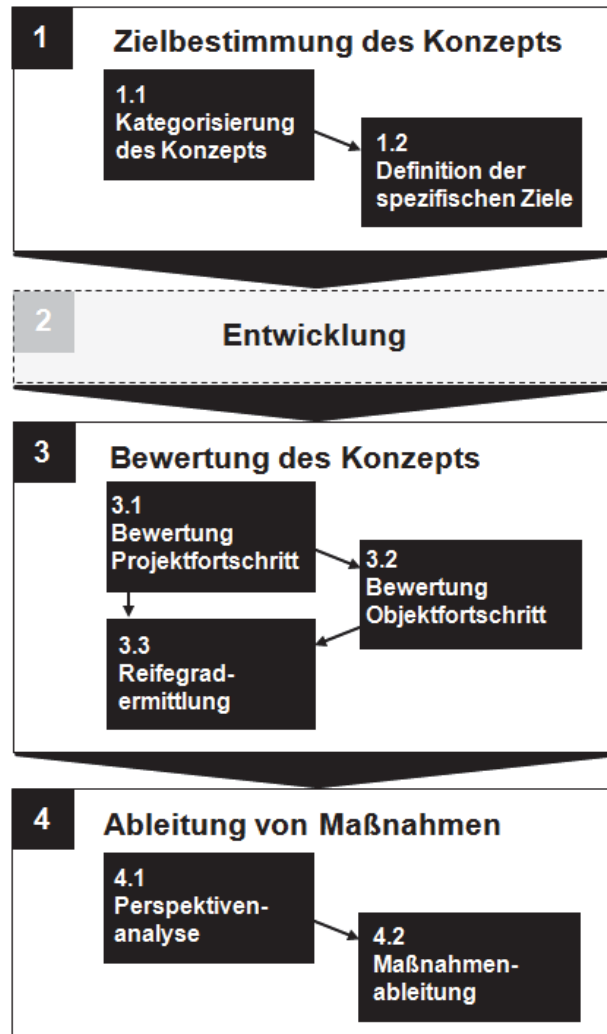 1
Zielbestimmung des Konzepts
1.1
Kategorisierung
des Konzepts
1.2
Definition der
spezifischen Ziele
2
Entwicklung
3
Bewertung des Konzepts
3.1
Bewertung
Projektfortschritt
3.2
Bewertung
Objektfortschritt
3.3
Reifegrad-
ermittlung
4
Ableitung von Maßnahmen
4.1
Perspektiven-
analyse
4.2
Maßnahmen-
ableitung